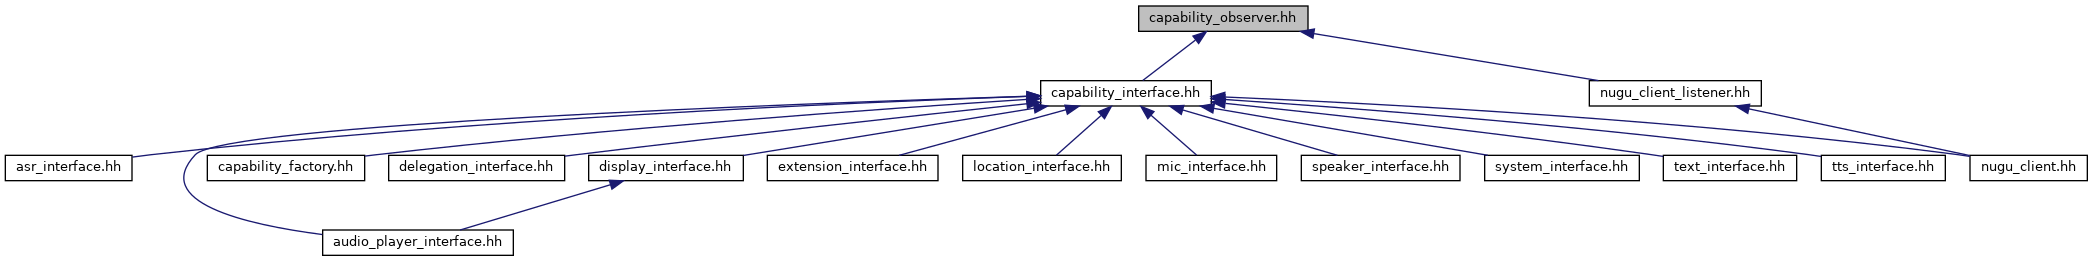 capability_observer.hh
capability_interface.hh
nugu_client_listener.hh
asr_interface.hh
capability_factory.hh
delegation_interface.hh
display_interface.hh
extension_interface.hh
location_interface.hh
mic_interface.hh
speaker_interface.hh
system_interface.hh
text_interface.hh
tts_interface.hh
nugu_client.hh
audio_player_interface.hh